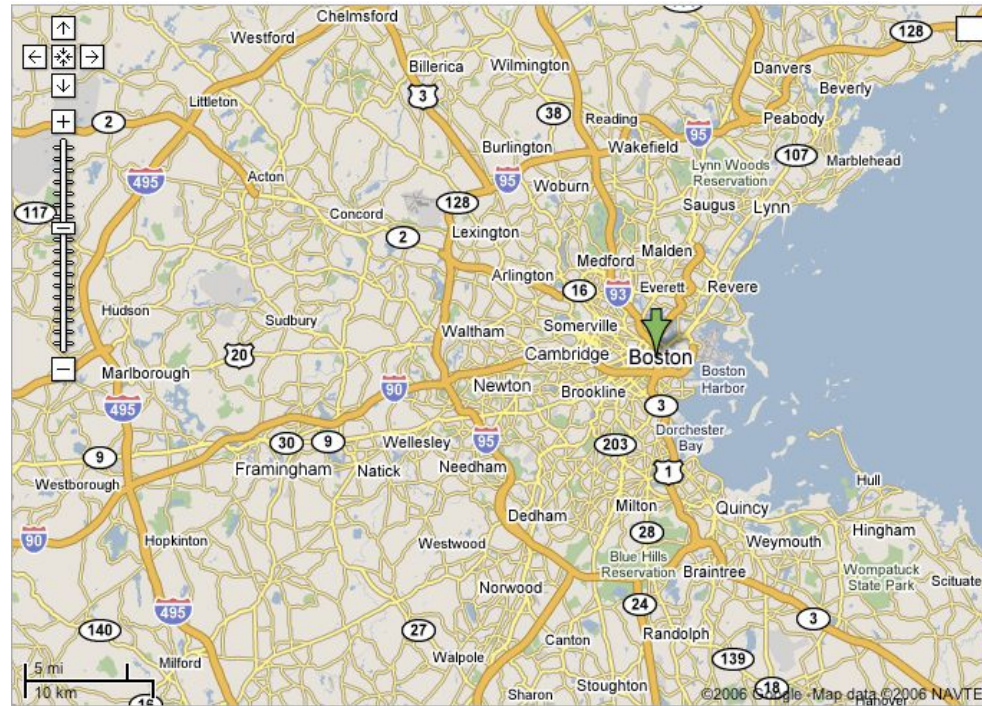 Chelmsford
Westford
128
Billerica
Wilmington
Danvers
3
Beverly
Littleton
2
38
Reading
95
Peabody
Burlington
Wakefield
107
Marblehead
495
Acton
95
Woburn
Lynn Woods
Reservation
117
128
Saugus
Lynn
Concord
2
Lexington
Malden
Medford
Arlington
16
93
Everett
Revere
Hudson
Sudbury
Waltham
Somerville
20
Cambridge
Boston
Marlborough
Boston
Harbor
90
Newton
Brookline
495
3
Dorchester
Bay
9
30
9
Wellesley
95
203
Framingham
Natick
Needham
1
Westborough
Hull
Milton
Quincy
Dedham
90
Hopkinton
Westwood
28
Weymouth
Hingham
Blue Hills
Reservation
Braintree
Wompatuck
State Park
Scituate
Norwood
495
24
3
140
27
Randolph
Canton
Milford
Walpole
139
5 mi
10 km
16
Sharon
Stoughton
18
Hanover
©2006 Google - Map data ©2006 NAVTE